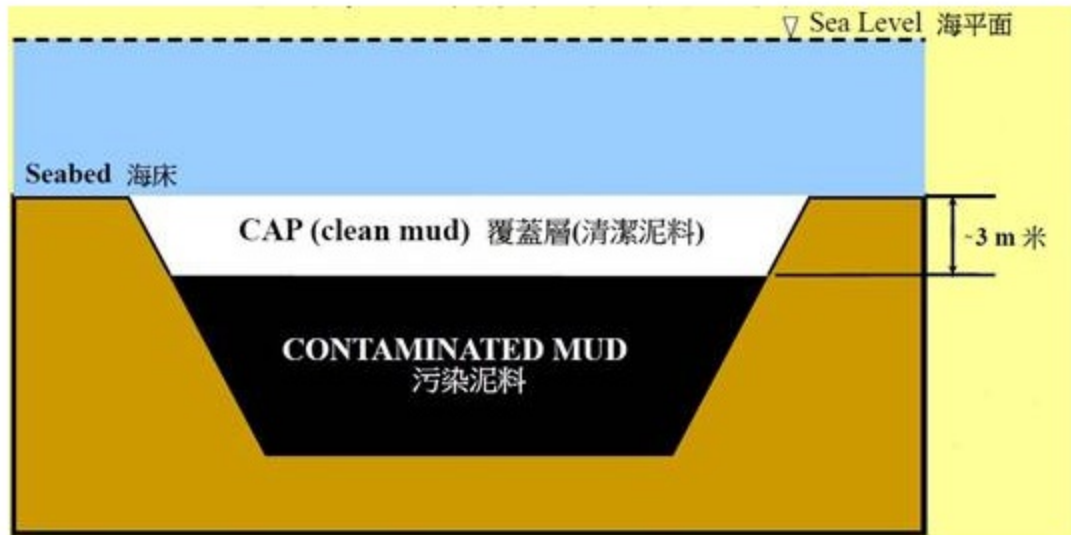 Sea Level 海平面
Seabed 海床
CAP (clean mud) 覆蓋層(清潔泥料)
~3 m 米
CONTAMINATED MUD
污染泥料